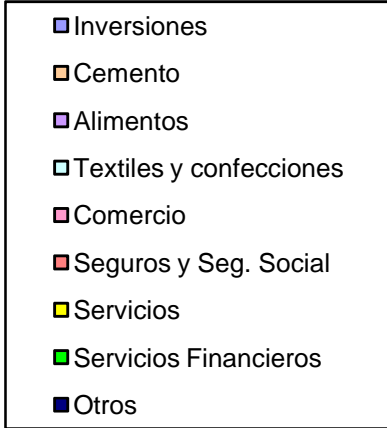 Inversiones
Cemento
Alimentos
Textiles y confecciones
Comercio
Seguros y Seg. Social
Servicios
Servicios Financieros
Otros